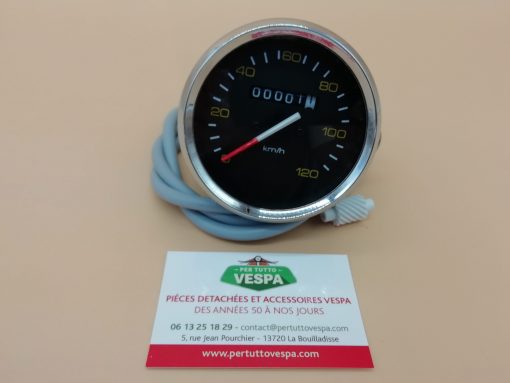 0
20
40
60
80
100
120
00001
km/h
PER TUTTO
VESPA
PIÈCES DETACHÉES ET ACCESSOIRES VESPA
DES ANNÉES 50 À NOS JOURS
06 13 25 18 29 - contact@pertuttovespa.com
5, rue Jean Pourchier - 13720 La Bouilladisse
www.pertuttovespa.com